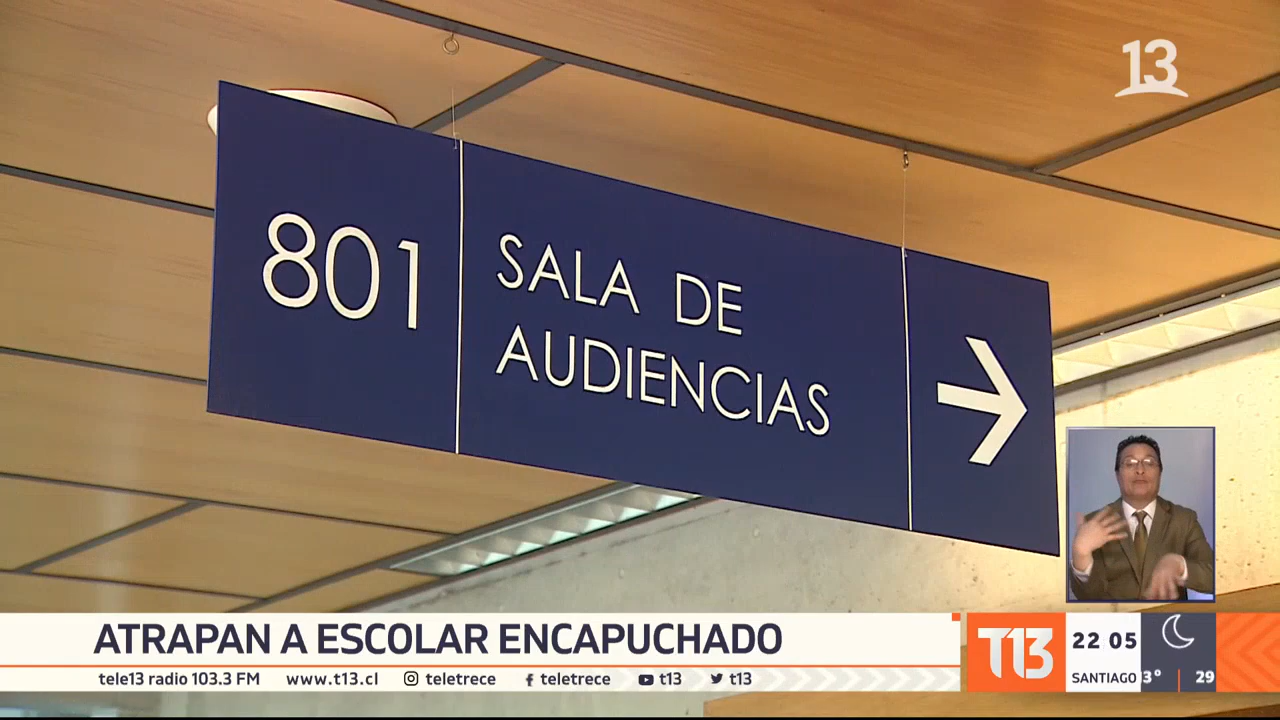 13
801
SALA DE
AUDIENCIAS
ATRAPAN A ESCOLAR ENCAPUCHADO
tele13 radio 103.3 FM www.t13.cl teletrece teletrece t13 t13
T13
22 05
SANTIAGO 3° 29